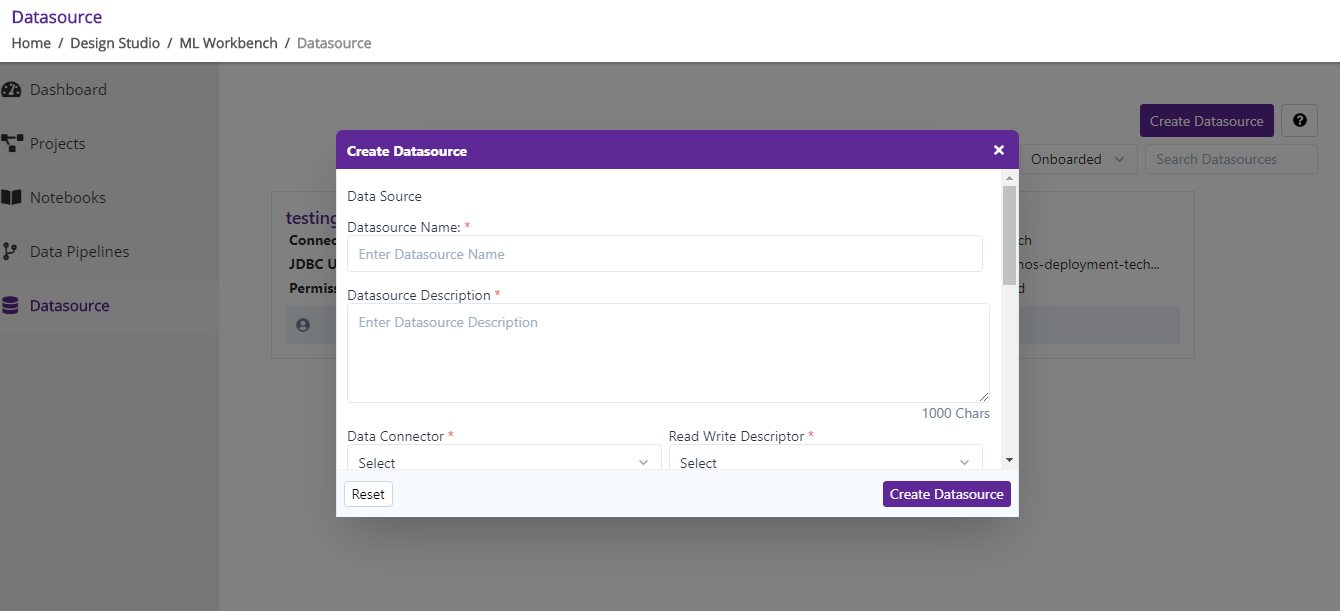 Datasource
Home / Design Studio / ML Workbench / Datasource
Dashboard
Projects
Notebooks
Data Pipelines
Datasource
Create Datasource
Onboarded
Search Datasources
testing
Connec
JDBC U
Permiss
ch
nos-deployment-tech...
d
Create Datasource
Data Source
Datasource Name: *
Enter Datasource Name
Datasource Description *
Enter Datasource Description
1000 Chars
Data Connector * Read Write Descriptor *
Select Select
Reset Create Datasource